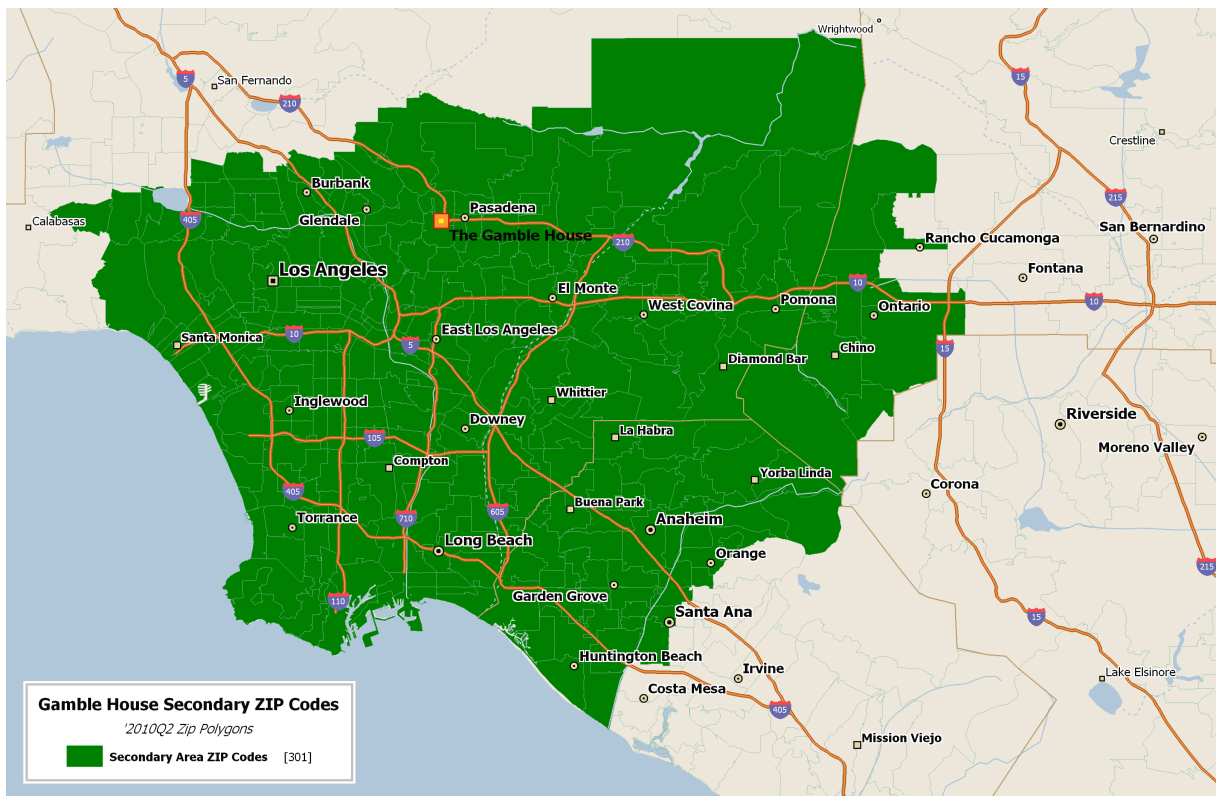 Wrightwood
5
San Fernando
15
210
Crestline
Burbank
215
Pasadena
Glendale
405
Calabasas
San Bernardino
The Gamble House
210
Rancho Cucamonga
Los Angeles
Fontana
10
El Monte
West Covina
Pomona
10
Ontario
East Los Angeles
10
Santa Monica
5
15
Chino
Diamond Bar
Whittier
Inglewood
Riverside
Downey
La Habra
105
Moreno Valley
Compton
Yorba Linda
Corona
405
Buena Park
605
Torrance
710
Anaheim
Long Beach
Orange
215
Garden Grove
110
Santa Ana
15
Huntington Beach
Irvine
Lake Elsinore
Costa Mesa
405
Mission Viejo
Gamble House Secondary ZIP Codes
'2010Q2 Zip Polygons
Secondary Area ZIP Codes [301]